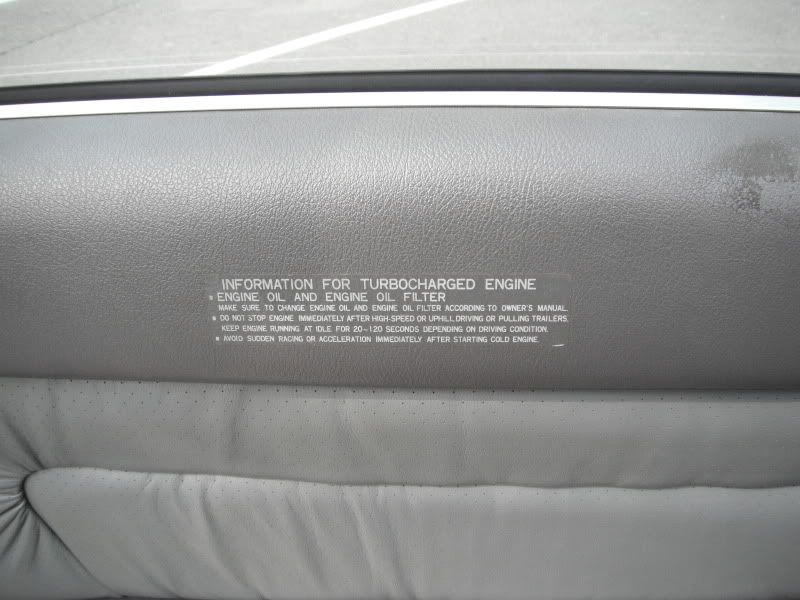 INFORMATION FOR TURBOCHARGED ENGINE
▪ ENGINE OIL AND ENGINE OIL FILTER
MAKE SURE TO CHANGE ENGINE OIL AND ENGINE OIL FILTER ACCORDING TO OWNER'S MANUAL.
▪ DO NOT STOP ENGINE IMMEDIATELY AFTER HIGH-SPEED OR UPHILL DRIVING OR PULLING TRAILERS.
KEEP ENGINE RUNNING AT IDLE FOR 20~120 SECONDS DEPENDING ON DRIVING CONDITION.
▪ AVOID SUDDEN RACING OR ACCELERATION IMMEDIATELY AFTER STARTING COLD ENGINE.